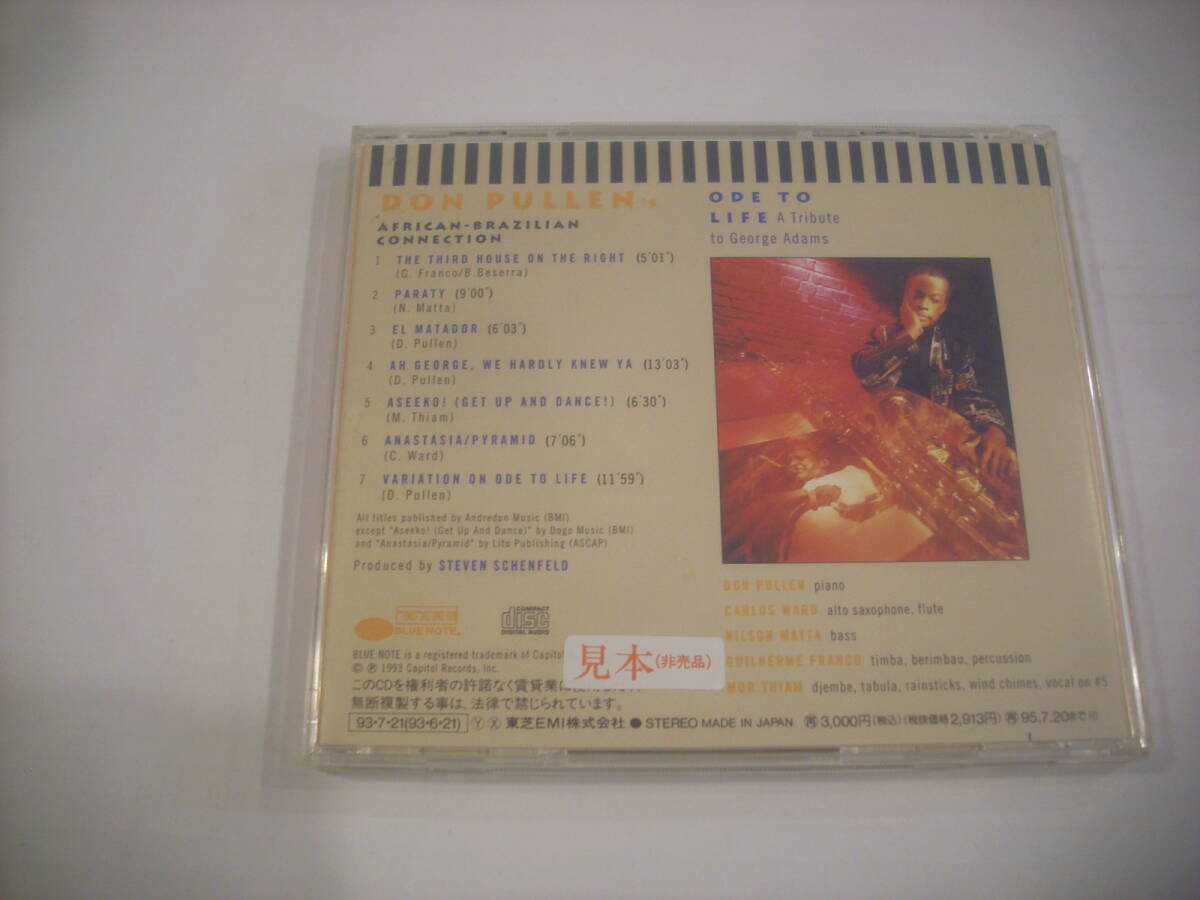 DON PULLEN's
AFRICAN-BRAZILIAN
CONNECTION
1 THE THIRD HOUSE ON THE RIGHT (5'01")
(G. Franco/B.Beserra)
2 PARATY (9'00")
(N. Matta)
3 EL MATADOR (6'03")
(D. Pullen)
4 AH GEORGE, WE HARDLY KNEW YA (13'03")
(D. Pullen)
5 ASEEKO! (GET UP AND DANCE!) (6'30")
(M. Thiam)
6 ANASTASIA/PYRAMID (7'06")
(C. Ward)
7 VARIATION ON ODE TO LIFE (11'59")
(D. Pullen)
All titles published by Andredon Music (BMI)
except "Aseeko! (Get Up And Dance)" by Dogo Music (BMI)
and "Anastasia/Pyramid" by Lito Publishing (ASCAP)
Produced by STEVEN SCHENFELD
ODE TO
LIFE A Tribute
to George Adams
DON PULLEN piano
CARLOS WARD alto saxophone, flute
NILSON MATTA bass
GUILHERME FRANCO timba, berimbau, percussion
MOR THIAM djembe, tabula, rainsticks, wind chimes, vocal on #5
BLUE NOTE
COMPACT
disc
DIGITAL AUDIO
見本(非売品)
BLUE NOTE is a registered trademark of Capitol
© ℗ 1993 Capitol Records, Inc.
このCDを権利者の許諾なく賃貸業に
無断複製する事は、法律で禁じられています。
93・7・21(93・6・21) Ⓨ Ⓧ 東芝EMI株式会社 ● STEREO MADE IN JAPAN 再 3,000円(税込)(税抜価格2,913円) 再 95.7.20まで